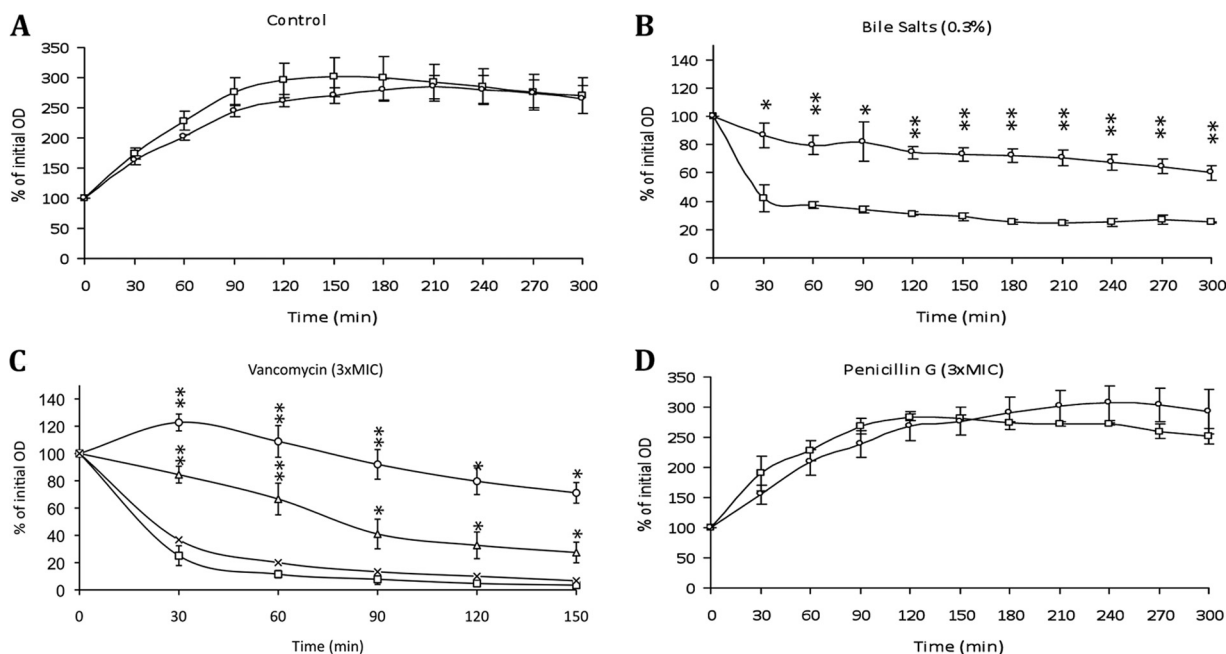 A
Control
% of initial OD
350
300
250
200
150
100
50
0
0 30 60 90 120 150 180 210 240 270 300
Time (min)
B
Bile Salts (0.3%)
% of initial OD
140
120
100
80
60
40
20
0
* ** * ** ** ** ** ** ** **
0 30 60 90 120 150 180 210 240 270 300
Time (min)
C
Vancomycin (3xMIC)
% of initial OD
140
120
100
80
60
40
20
0
** ** ** * *
** ** * * *
0 30 60 90 120 150
Time (min)
D
Penicillin G (3xMIC)
% of initial OD
350
300
250
200
150
100
50
0
0 30 60 90 120 150 180 210 240 270 300
Time (min)